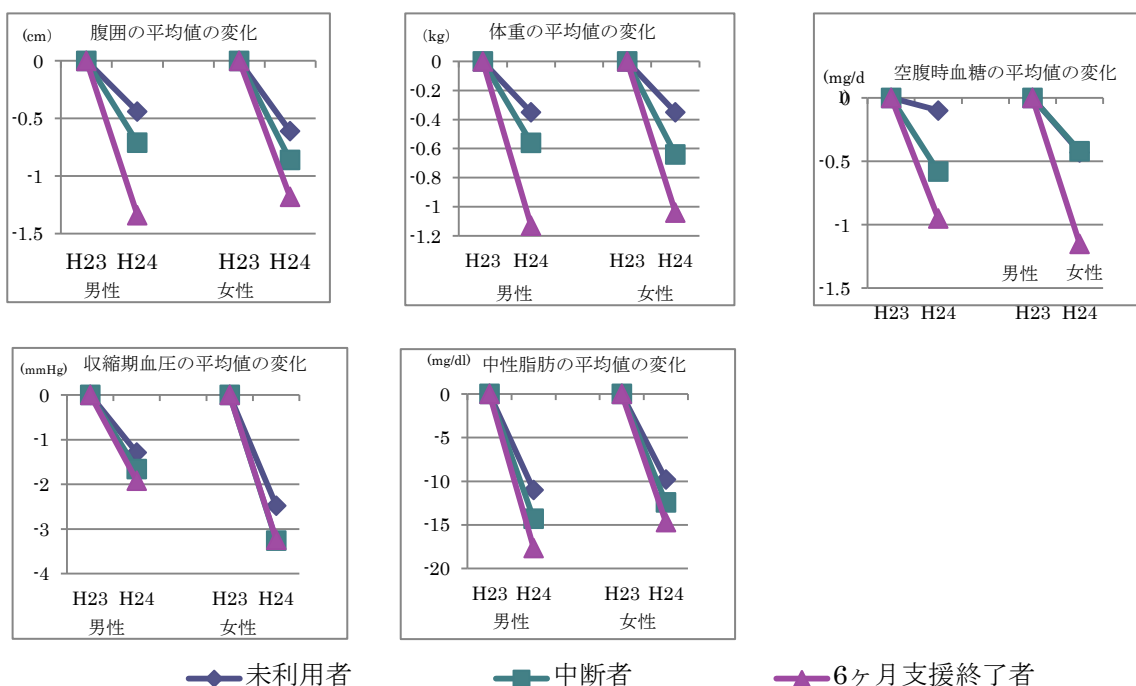 腹囲の平均値の変化
(cm)
0
-0.5
-1
-1.5
H23 H24 H23 H24
男性 女性
体重の平均値の変化
(kg)
0
-0.2
-0.4
-0.6
-0.8
-1
-1.2
H23 H24 H23 H24
男性 女性
空腹時血糖の平均値の変化
(mg/d
l)
0
-0.5
-1
-1.5
男性 女性
H23 H24 H23 H24
収縮期血圧の平均値の変化
(mmHg)
0
-1
-2
-3
-4
H23 H24 H23 H24
男性 女性
中性脂肪の平均値の変化
(mg/dl)
0
-5
-10
-15
-20
H23 H24 H23 H24
男性 女性
未利用者 中断者 6ヶ月支援終了者